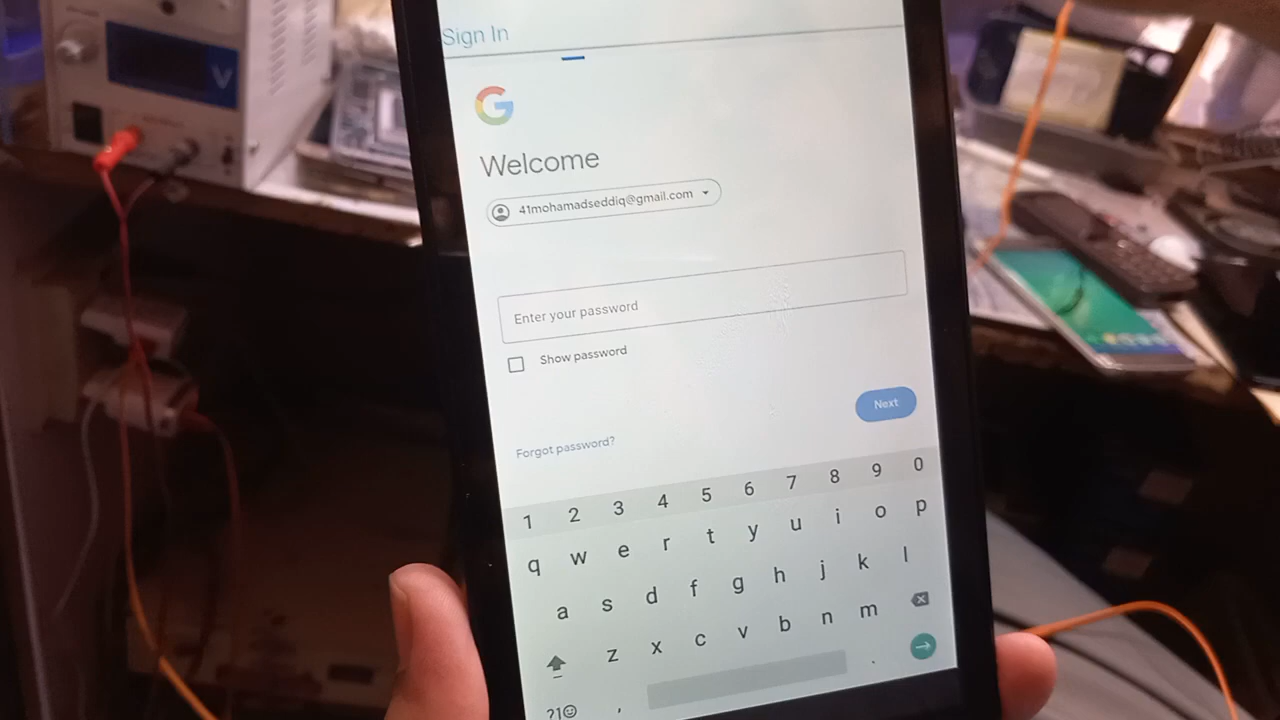 V
Sign In
G
Welcome
41mohamadseddiq@gmail.com
Enter your password
Show password
Next
Forgot password?
1 2 3 4 5 6 7 8 9 0
q w e r t y u i o p
a s d f g h j k l
z x c v b n m
?1☺ , .